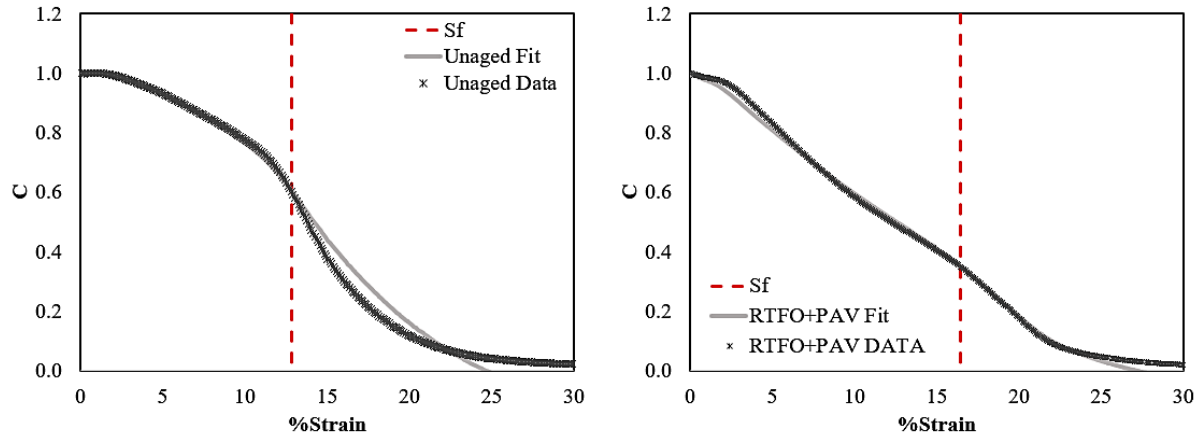 1.2
1.0
0.8
0.6
0.4
0.2
0.0
C
Sf
Unaged Fit
Unaged Data
0 5 10 15 20 25 30
%Strain
1.2
1.0
0.8
0.6
0.4
0.2
0.0
C
Sf
RTFO+PAV Fit
RTFO+PAV DATA
0 5 10 15 20 25 30
%Strain